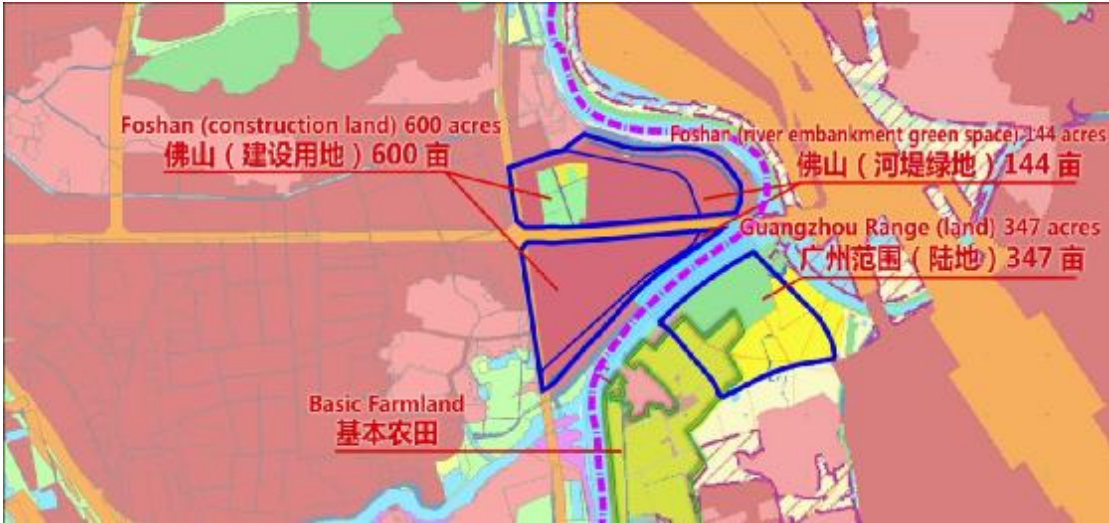 Foshan (construction land) 600 acres
佛山（建设用地）600 亩
Foshan (river embankment green space) 144 acres
佛山（河堤绿地）144 亩
Guangzhou Range (land) 347 acres
广州范围（陆地）347 亩
Basic Farmland
基本农田